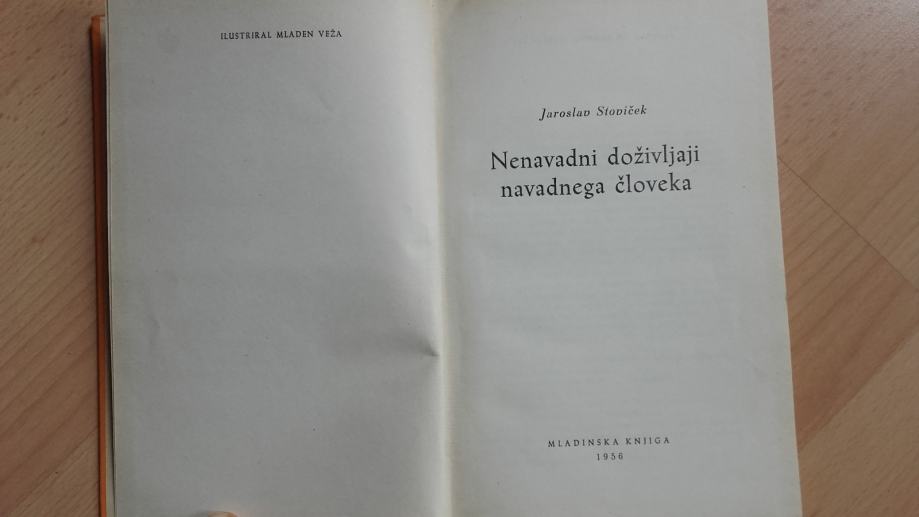 ILUSTRIRAL MLADEN VEŽA
Jaroslav Stoviček
Nenavadni doživljaji
navadnega človeka
MLADINSKA KNJIGA
1956